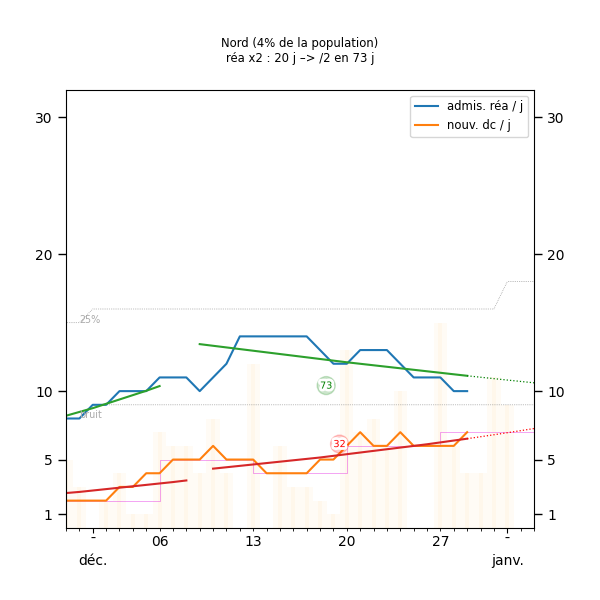 Nord (4% de la population)
réa x2 : 20 j –> /2 en 73 j
admis. réa / j
nouv. dc / j
30
30
20
20
25%
10
10
bruit
73
32
5
5
1
1
-
06
13
20
27
-
déc.
janv.